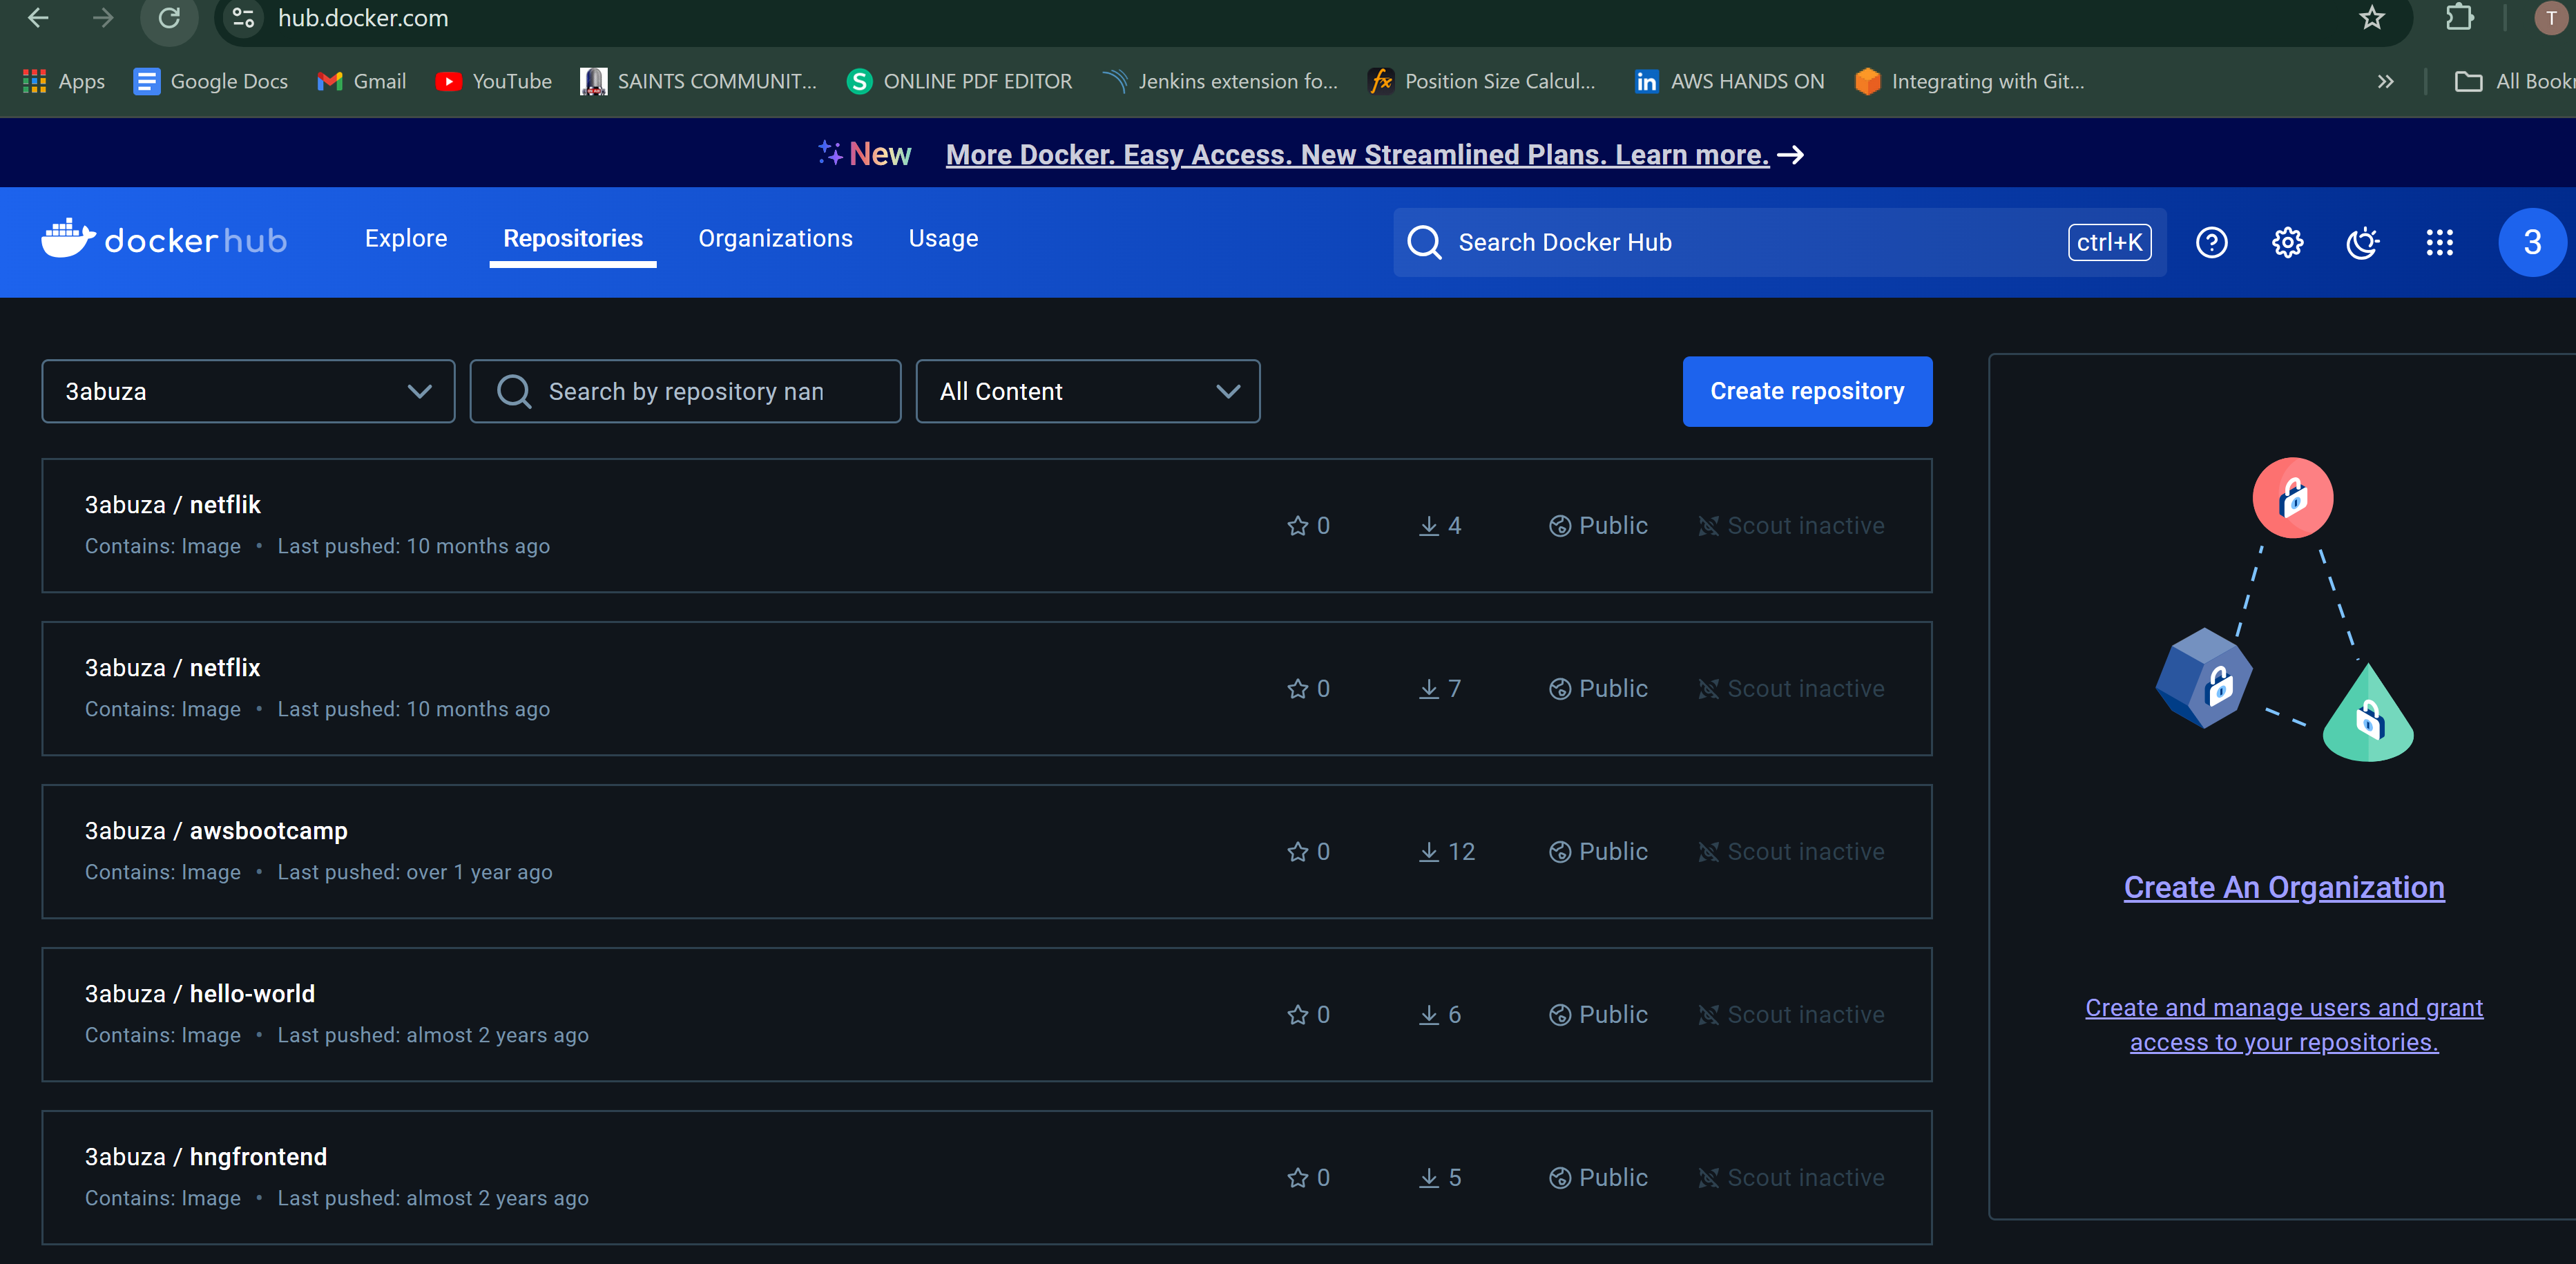 hub.docker.com
T
Apps
Google Docs
Gmail
YouTube
SAINTS COMMUNIT...
ONLINE PDF EDITOR
Jenkins extension fo...
Position Size Calcul...
AWS HANDS ON
Integrating with Git...
All Book
New
More Docker. Easy Access. New Streamlined Plans. Learn more.
dockerhub
Explore
Repositories
Organizations
Usage
Search Docker Hub
ctrl+K
3
3abuza
Search by repository nan
All Content
Create repository
3abuza / netflik
Contains: Image • Last pushed: 10 months ago
0
4
Public
Scout inactive
3abuza / netflix
Contains: Image • Last pushed: 10 months ago
0
7
Public
Scout inactive
3abuza / awsbootcamp
Contains: Image • Last pushed: over 1 year ago
0
12
Public
Scout inactive
3abuza / hello-world
Contains: Image • Last pushed: almost 2 years ago
0
6
Public
Scout inactive
3abuza / hngfrontend
Contains: Image • Last pushed: almost 2 years ago
0
5
Public
Scout inactive
Create An Organization
Create and manage users and grant
access to your repositories.